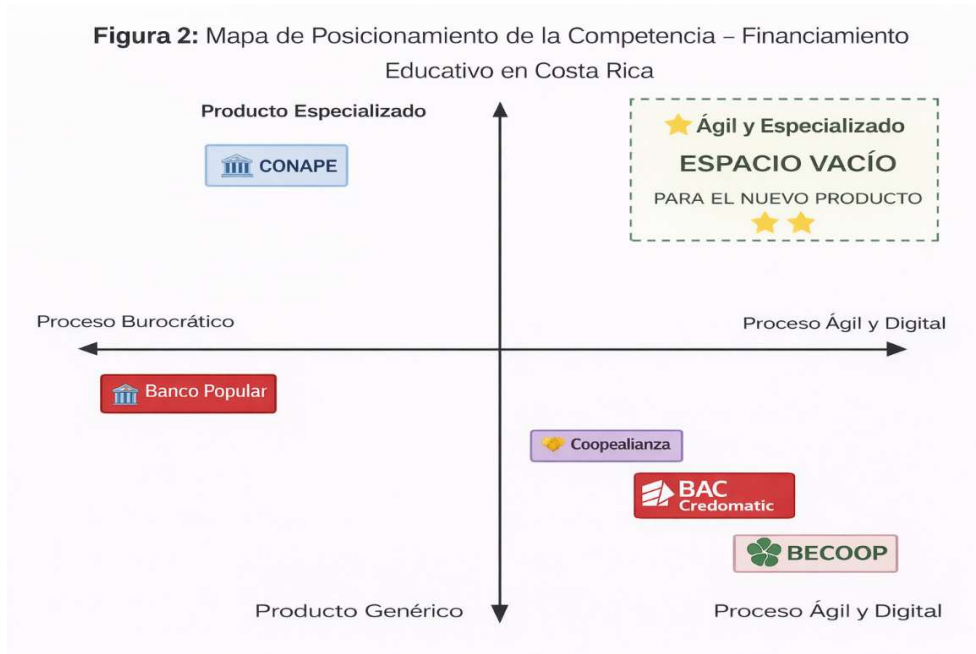 Figura 2: Mapa de Posicionamiento de la Competencia – Financiamiento
Educativo en Costa Rica
Producto Especializado
CONAPE
Ágil y Especializado
ESPACIO VACÍO
PARA EL NUEVO PRODUCTO
Proceso Burocrático
Proceso Ágil y Digital
Banco Popular
Coopealianza
BAC
Credomatic
BECOOP
Producto Genérico
Proceso Ágil y Digital